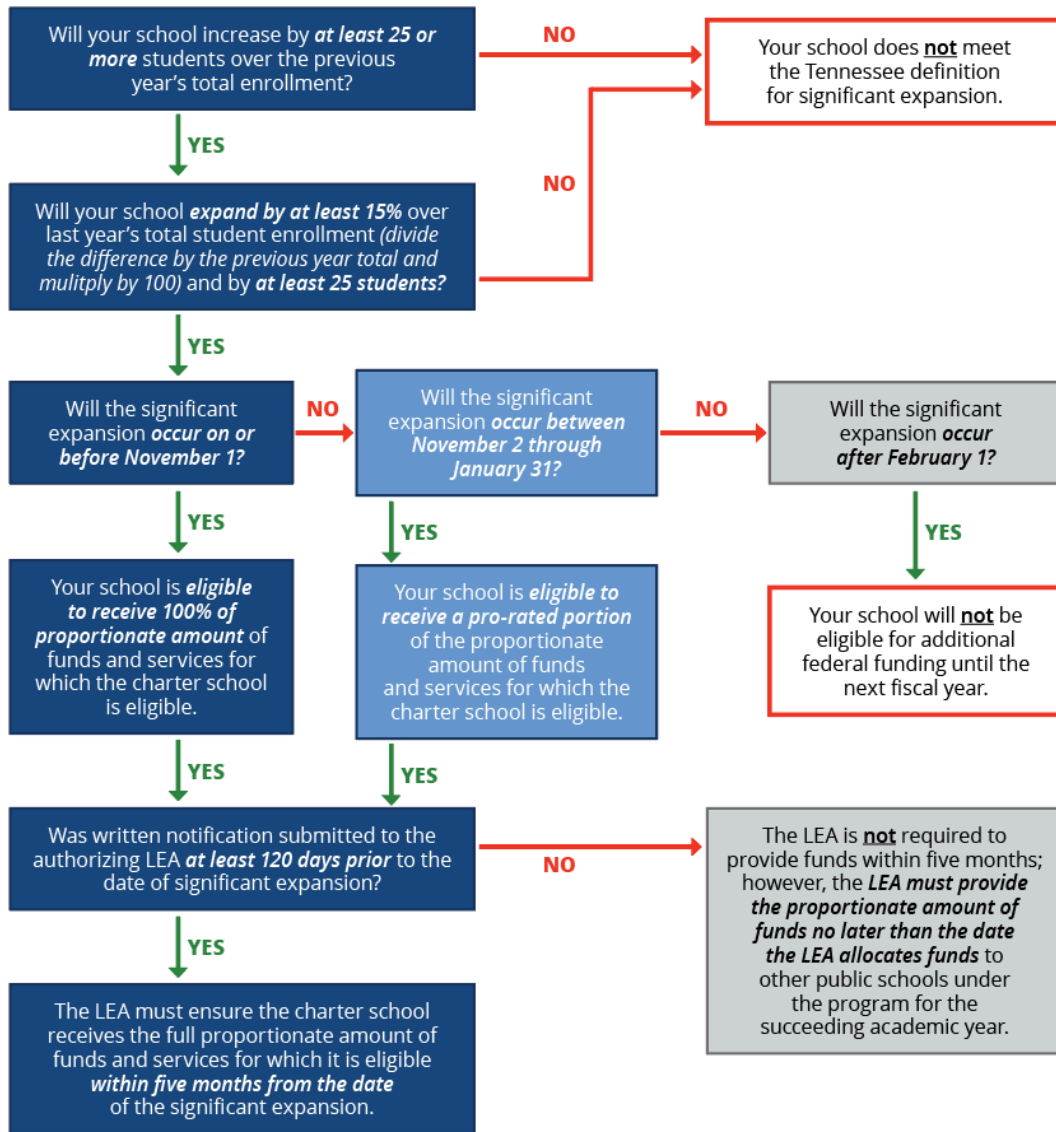 Will your school increase by at least 25 or
more students over the previous
year's total enrollment?
NO
Your school does not meet
the Tennessee definition
for significant expansion.
YES
NO
Will your school expand by at least 15% over
last year's total student enrollment (divide
the difference by the previous year total and
mulitply by 100) and by at least 25 students?
YES
Will the significant
expansion occur on or
before November 1?
NO
Will the significant
expansion occur between
November 2 through
January 31?
NO
Will the significant
expansion occur
after February 1?
YES
YES
YES
Your school is eligible
to receive 100% of
proportionate amount of
funds and services for
which the charter school
is eligible.
Your school is eligible to
receive a pro-rated portion
of the proportionate
amount of funds
and services for which the
charter school is eligible.
Your school will not be
eligible for additional
federal funding until the
next fiscal year.
YES
YES
Was written notification submitted to the
authorizing LEA at least 120 days prior to the
date of significant expansion?
NO
The LEA is not required to
provide funds within five months;
however, the LEA must provide
the proportionate amount of
funds no later than the date
the LEA allocates funds to
other public schools under
the program for the
succeeding academic year.
YES
The LEA must ensure the charter school
receives the full proportionate amount of
funds and services for which it is eligible
within five months from the date
of the significant expansion.